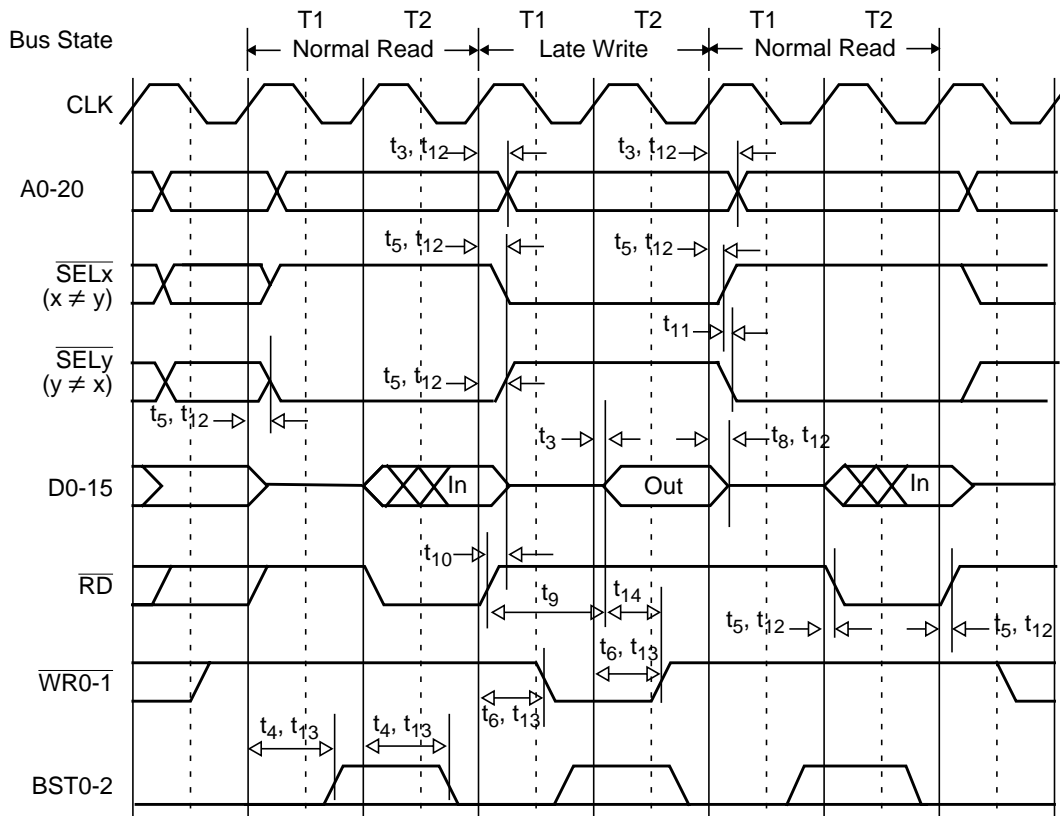 T1 T2 T1 T2 T1 T2
Bus State Normal Read Late Write Normal Read
CLK
t3, t12 t3, t12
A0-20
t5, t12 t5, t12
SELx
(x ≠ y)
t11
SELy
(y ≠ x)
t5, t12
t5, t12
t3 t8, t12
D0-15 In Out In
t10
RD
t9 t14
t5, t12 t5, t12
t6, t13
WR0-1
t6, t13
t4, t13 t4, t13
BST0-2